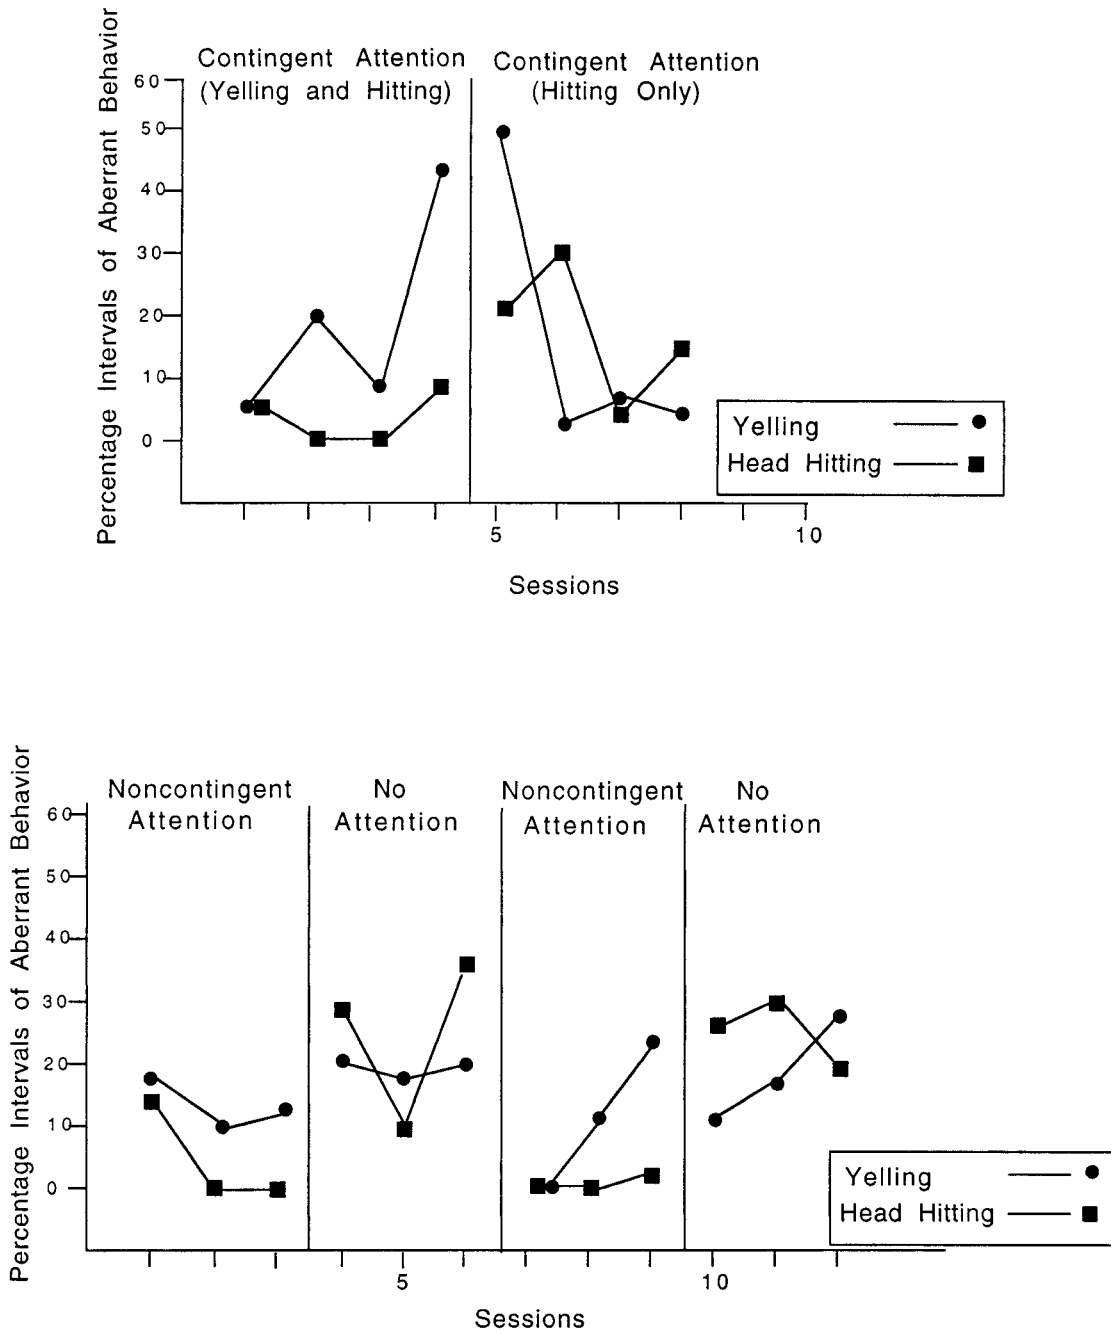 Percentage Intervals of Aberrant Behavior
Contingent Attention
(Yelling and Hitting)
Contingent Attention
(Hitting Only)
60
50
40
30
20
10
0
Yelling
Head Hitting
5
10
Sessions
Percentage Intervals of Aberrant Behavior
Noncontingent
Attention
No
Attention
Noncontingent
Attention
No
Attention
60
50
40
30
20
10
0
Yelling
Head Hitting
5
10
Sessions